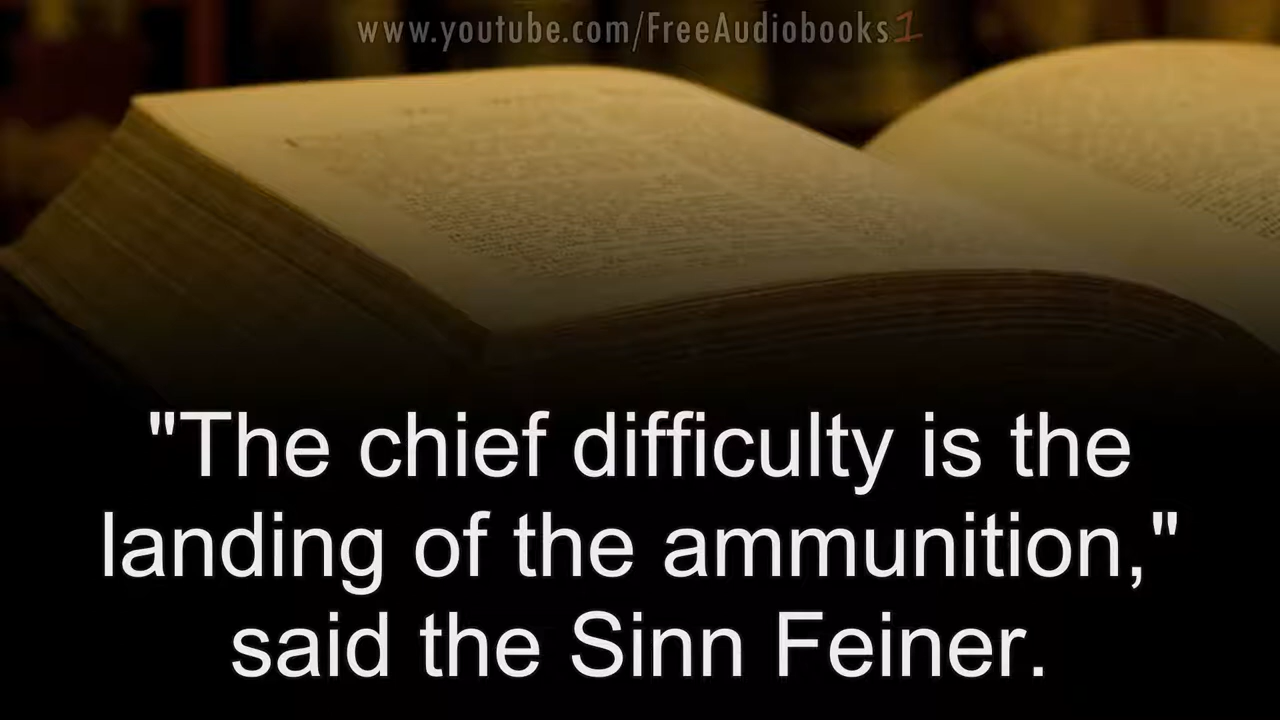 www.youtube.com/FreeAudiobooks1
"The chief difficulty is the
landing of the ammunition,"
said the Sinn Feiner.